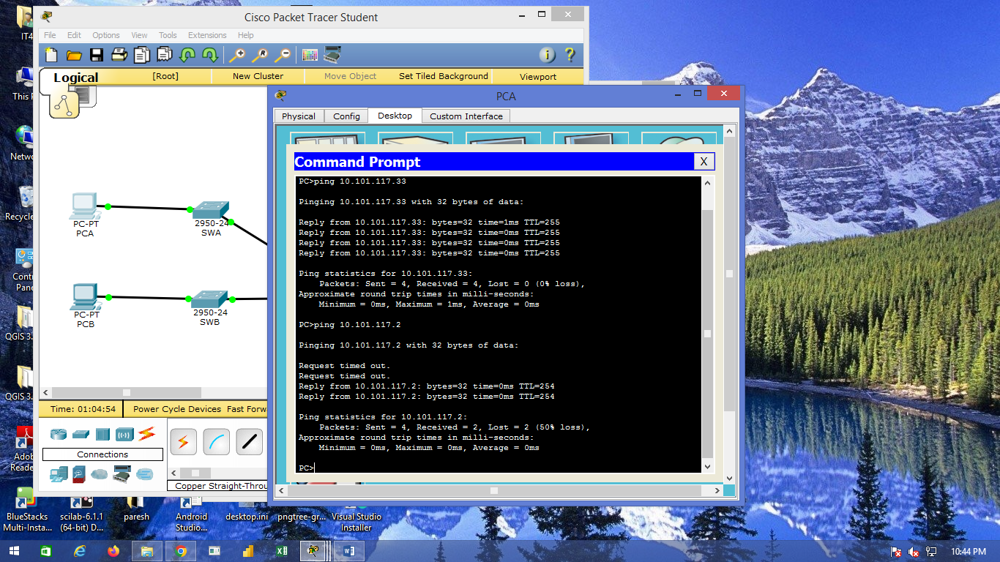 IT4
This P
Netwo
Recycle
Contr
Pane
QGIS 3.
QGIS 3.
Adob
Reade
BlueStacks
Multi-Insta...
scilab-6.1.1
(64-bit) D...
paresh
Android
Studio...
desktop.ini
pngtree-gr...
Visual Studio
Installer
Cisco Packet Tracer Student
File Edit Options View Tools Extensions Help
Logical [Root] New Cluster Move Object Set Tiled Background Viewport
PC-PT
PCA
2950-24
SWA
PC-PT
PCB
2950-24
SWB
Time: 01:04:54 Power Cycle Devices Fast Forw
Connections
Copper Straight-Throu
PCA
Physical Config Desktop Custom Interface
Command Prompt X
PC>ping 10.101.117.33
Pinging 10.101.117.33 with 32 bytes of data:
Reply from 10.101.117.33: bytes=32 time=1ms TTL=255
Reply from 10.101.117.33: bytes=32 time=0ms TTL=255
Reply from 10.101.117.33: bytes=32 time=0ms TTL=255
Reply from 10.101.117.33: bytes=32 time=0ms TTL=255
Ping statistics for 10.101.117.33:
Packets: Sent = 4, Received = 4, Lost = 0 (0% loss),
Approximate round trip times in milli-seconds:
Minimum = 0ms, Maximum = 1ms, Average = 0ms
PC>ping 10.101.117.2
Pinging 10.101.117.2 with 32 bytes of data:
Request timed out.
Request timed out.
Reply from 10.101.117.2: bytes=32 time=0ms TTL=254
Reply from 10.101.117.2: bytes=32 time=0ms TTL=254
Ping statistics for 10.101.117.2:
Packets: Sent = 4, Received = 2, Lost = 2 (50% loss),
Approximate round trip times in milli-seconds:
Minimum = 0ms, Maximum = 0ms, Average = 0ms
PC>
10:44 PM